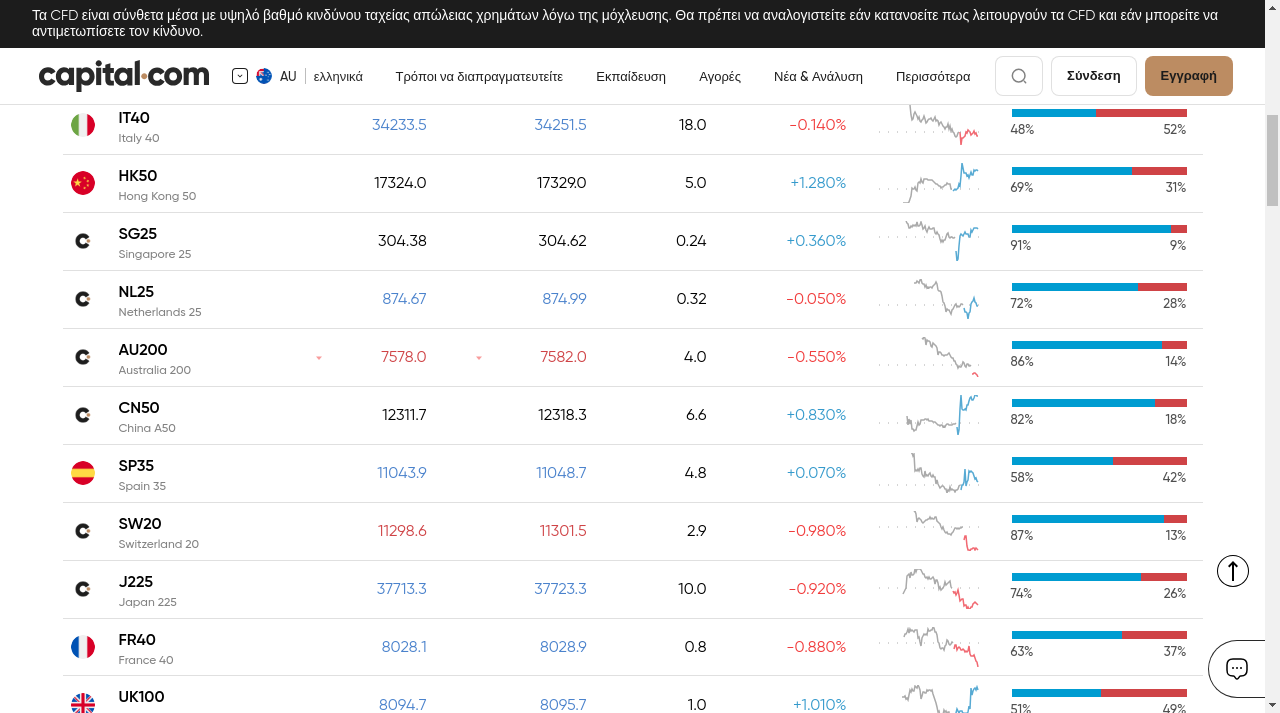 Τα CFD είναι σύνθετα μέσα με υψηλό βαθμό κινδύνου ταχείας απώλειας χρημάτων λόγω της μόχλευσης. Θα πρέπει να αναλογιστείτε εάν κατανοείτε πως λειτουργούν τα CFD και εάν μπορείτε να
αντιμετωπίσετε τον κίνδυνο.
capital.com AU ελληνικά Τρόποι να διαπραγματευτείτε Εκπαίδευση Αγορές Νέα & Ανάλυση Περισσότερα Σύνδεση Εγγραφή
IT40 34233.5 34251.5 18.0 -0.140% 48% 52%
Italy 40
HK50 17324.0 17329.0 5.0 +1.280% 69% 31%
Hong Kong 50
SG25 304.38 304.62 0.24 +0.360% 91% 9%
Singapore 25
NL25 874.67 874.99 0.32 -0.050% 72% 28%
Netherlands 25
AU200 7578.0 7582.0 4.0 -0.550% 86% 14%
Australia 200
CN50 12311.7 12318.3 6.6 +0.830% 82% 18%
China A50
SP35 11043.9 11048.7 4.8 +0.070% 58% 42%
Spain 35
SW20 11298.6 11301.5 2.9 -0.980% 87% 13%
Switzerland 20
J225 37713.3 37723.3 10.0 -0.920% 74% 26%
Japan 225
FR40 8028.1 8028.9 0.8 -0.880% 63% 37%
France 40
UK100 8094.7 8095.7 1.0 +1.010% 51% 49%